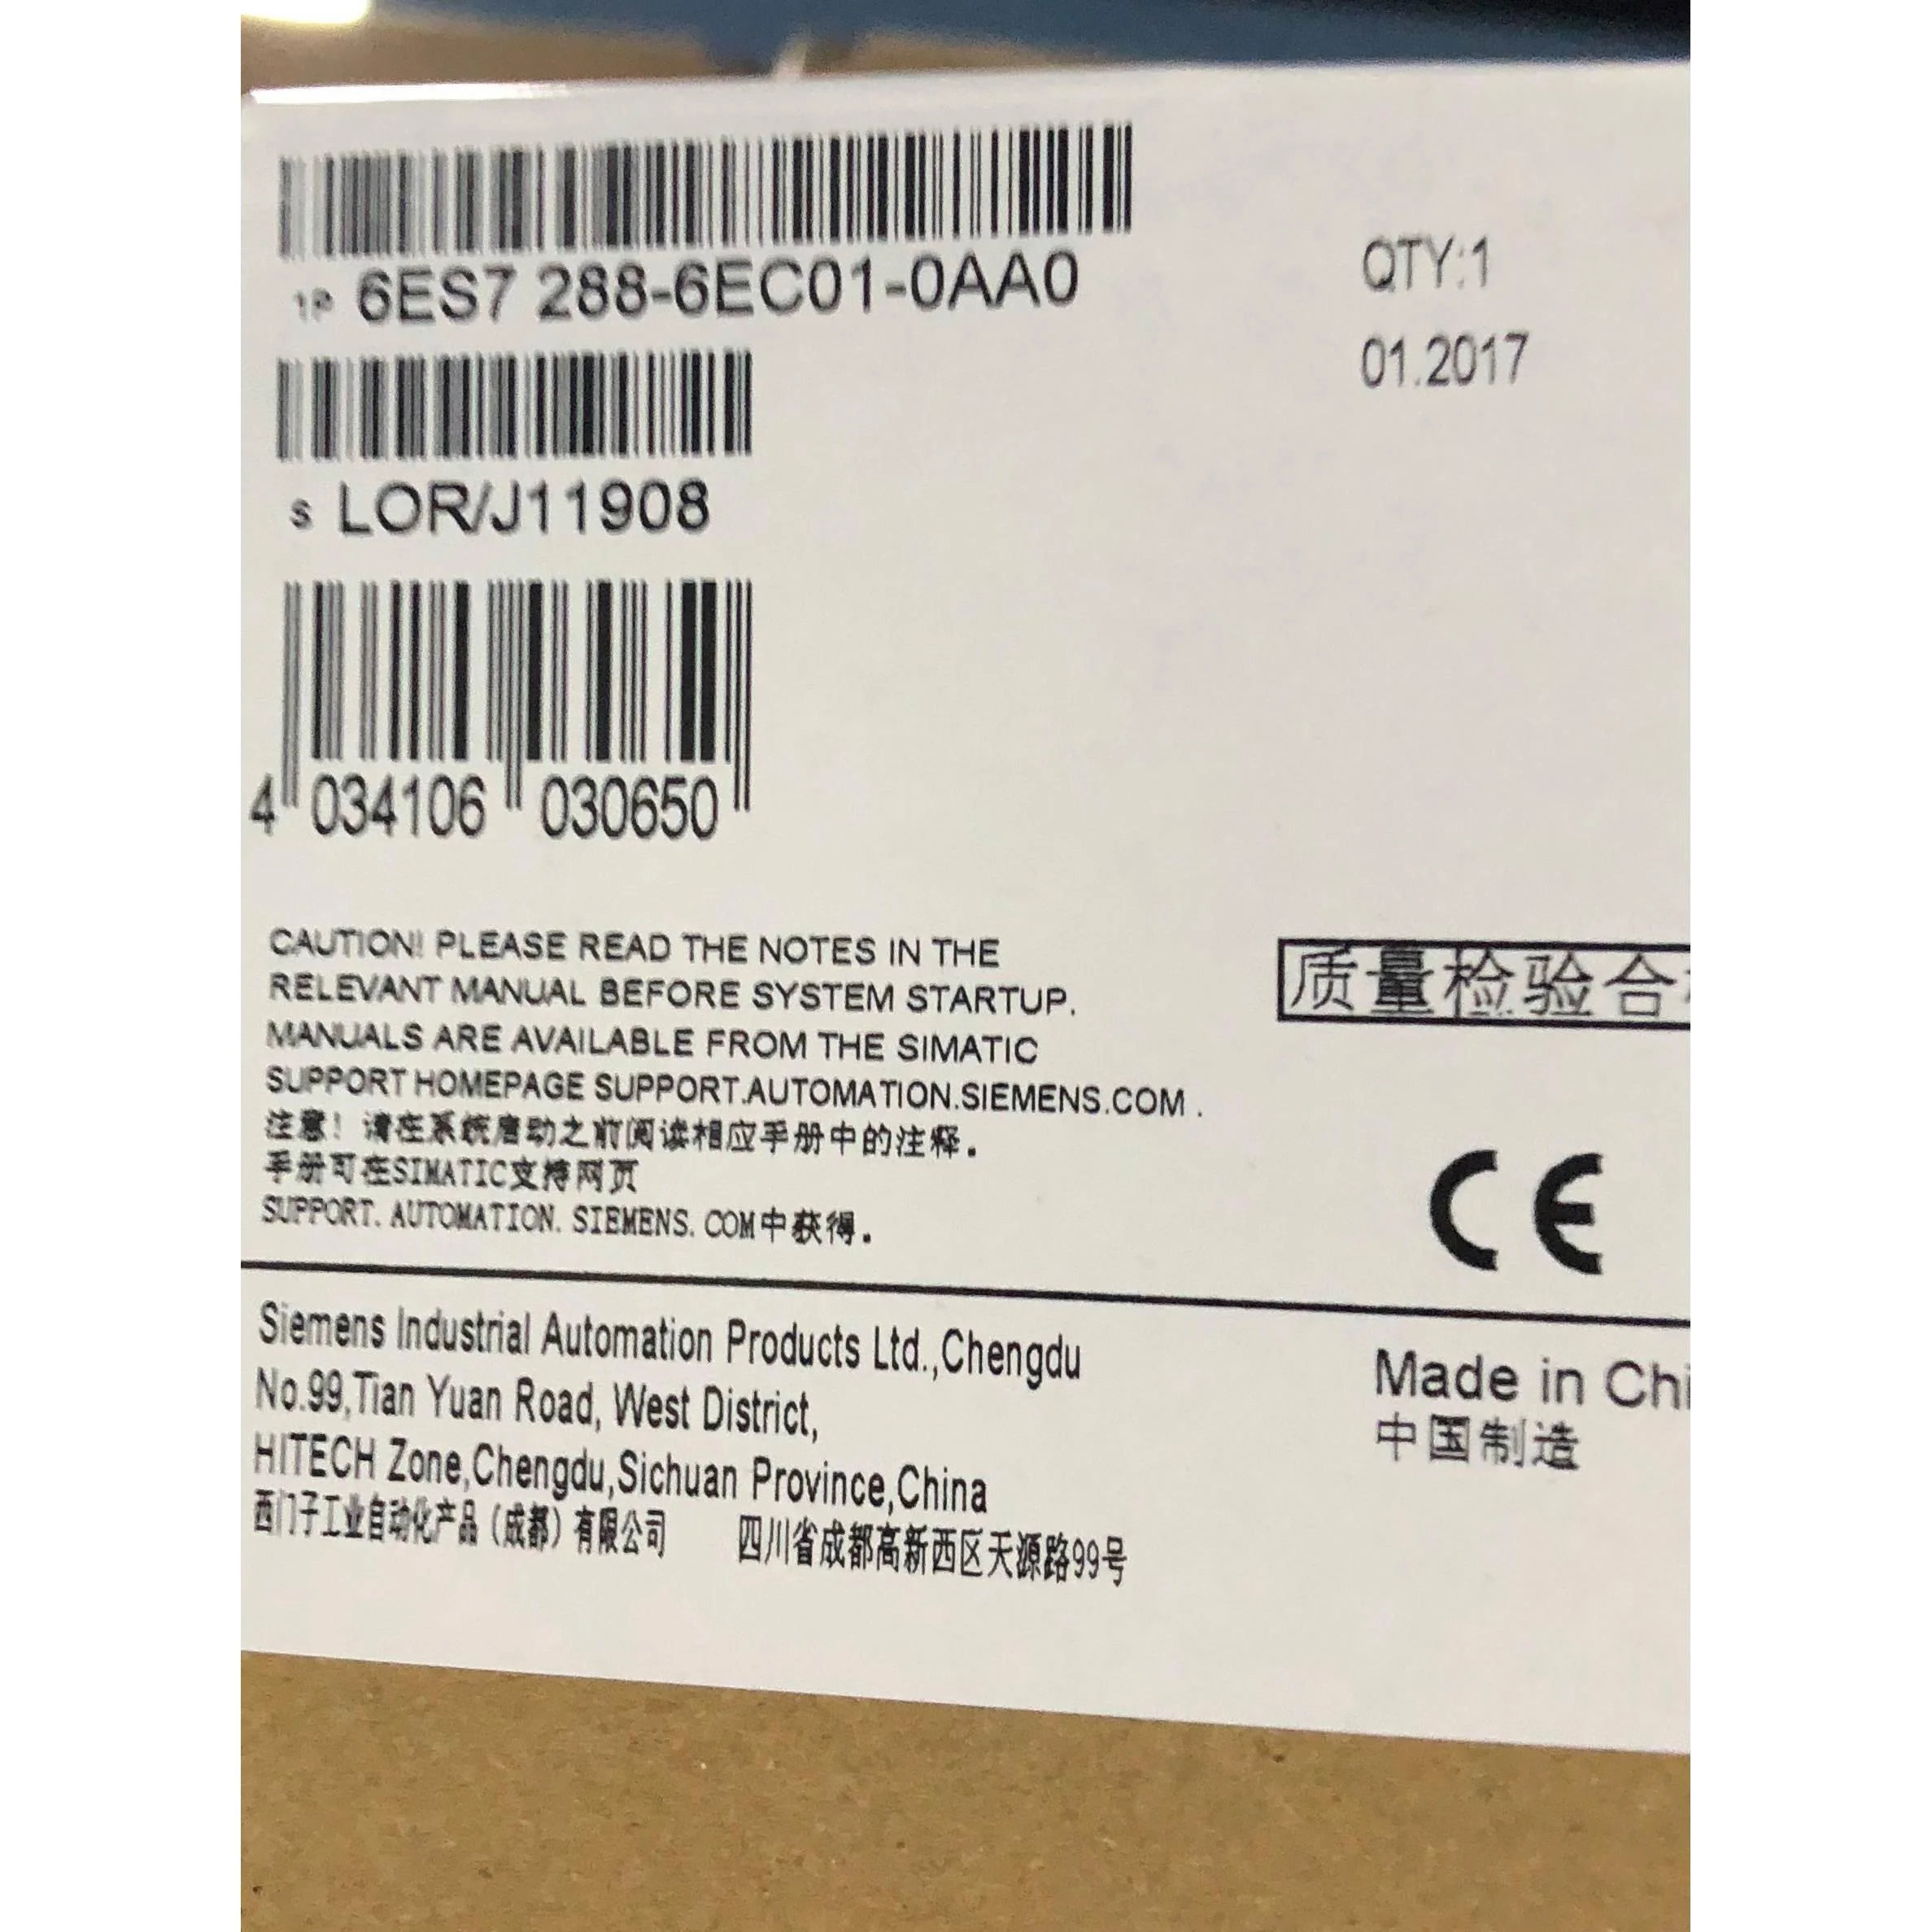 1P 6ES7 288-6EC01-0AA0
QTY:1
01.2017
S LOR/J11908
4 034106 030650
CAUTION! PLEASE READ THE NOTES IN THE
RELEVANT MANUAL BEFORE SYSTEM STARTUP.
MANUALS ARE AVAILABLE FROM THE SIMATIC
SUPPORT HOMEPAGE SUPPORT.AUTOMATION.SIEMENS.COM .
注意！请在系统启动之前阅读相应手册中的注释。
手册可在SIMATIC支持网页
SUPPORT. AUTOMATION. SIEMENS. COM中获得。
质量检验合
CE
Siemens Industrial Automation Products Ltd.,Chengdu
No.99,Tian Yuan Road, West District,
HITECH Zone,Chengdu,Sichuan Province,China
西门子工业自动化产品（成都）有限公司 四川省成都高新西区天源路99号
Made in Chi
中国制造